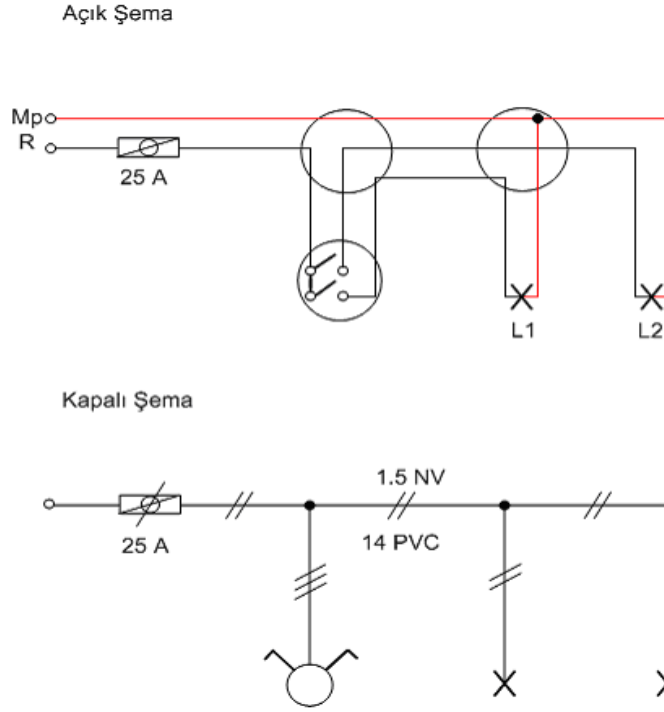 Açık Şema
Mp
R
25 A
L1
L2
Kapalı Şema
1.5 NV
25 A
14 PVC